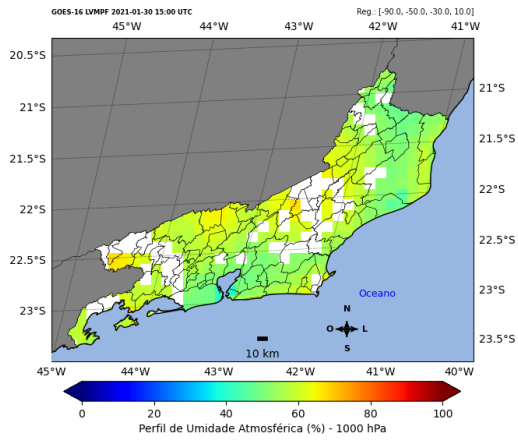 GOES-16 LVMPF 2021-01-30 15:00 UTC
Reg.: [-90.0, -50.0, -30.0, 10.0]
45°W 44°W 43°W 42°W 41°W
20.5°S
21°S
21°S
21.5°S
21.5°S
22°S
22°S
22.5°S
22.5°S
23°S
23°S
23.5°S
Oceano
N
O L
S
10 km
45°W 44°W 43°W 42°W 41°W 40°W
0 20 40 60 80 100
Perfil de Umidade Atmosférica (%) - 1000 hPa